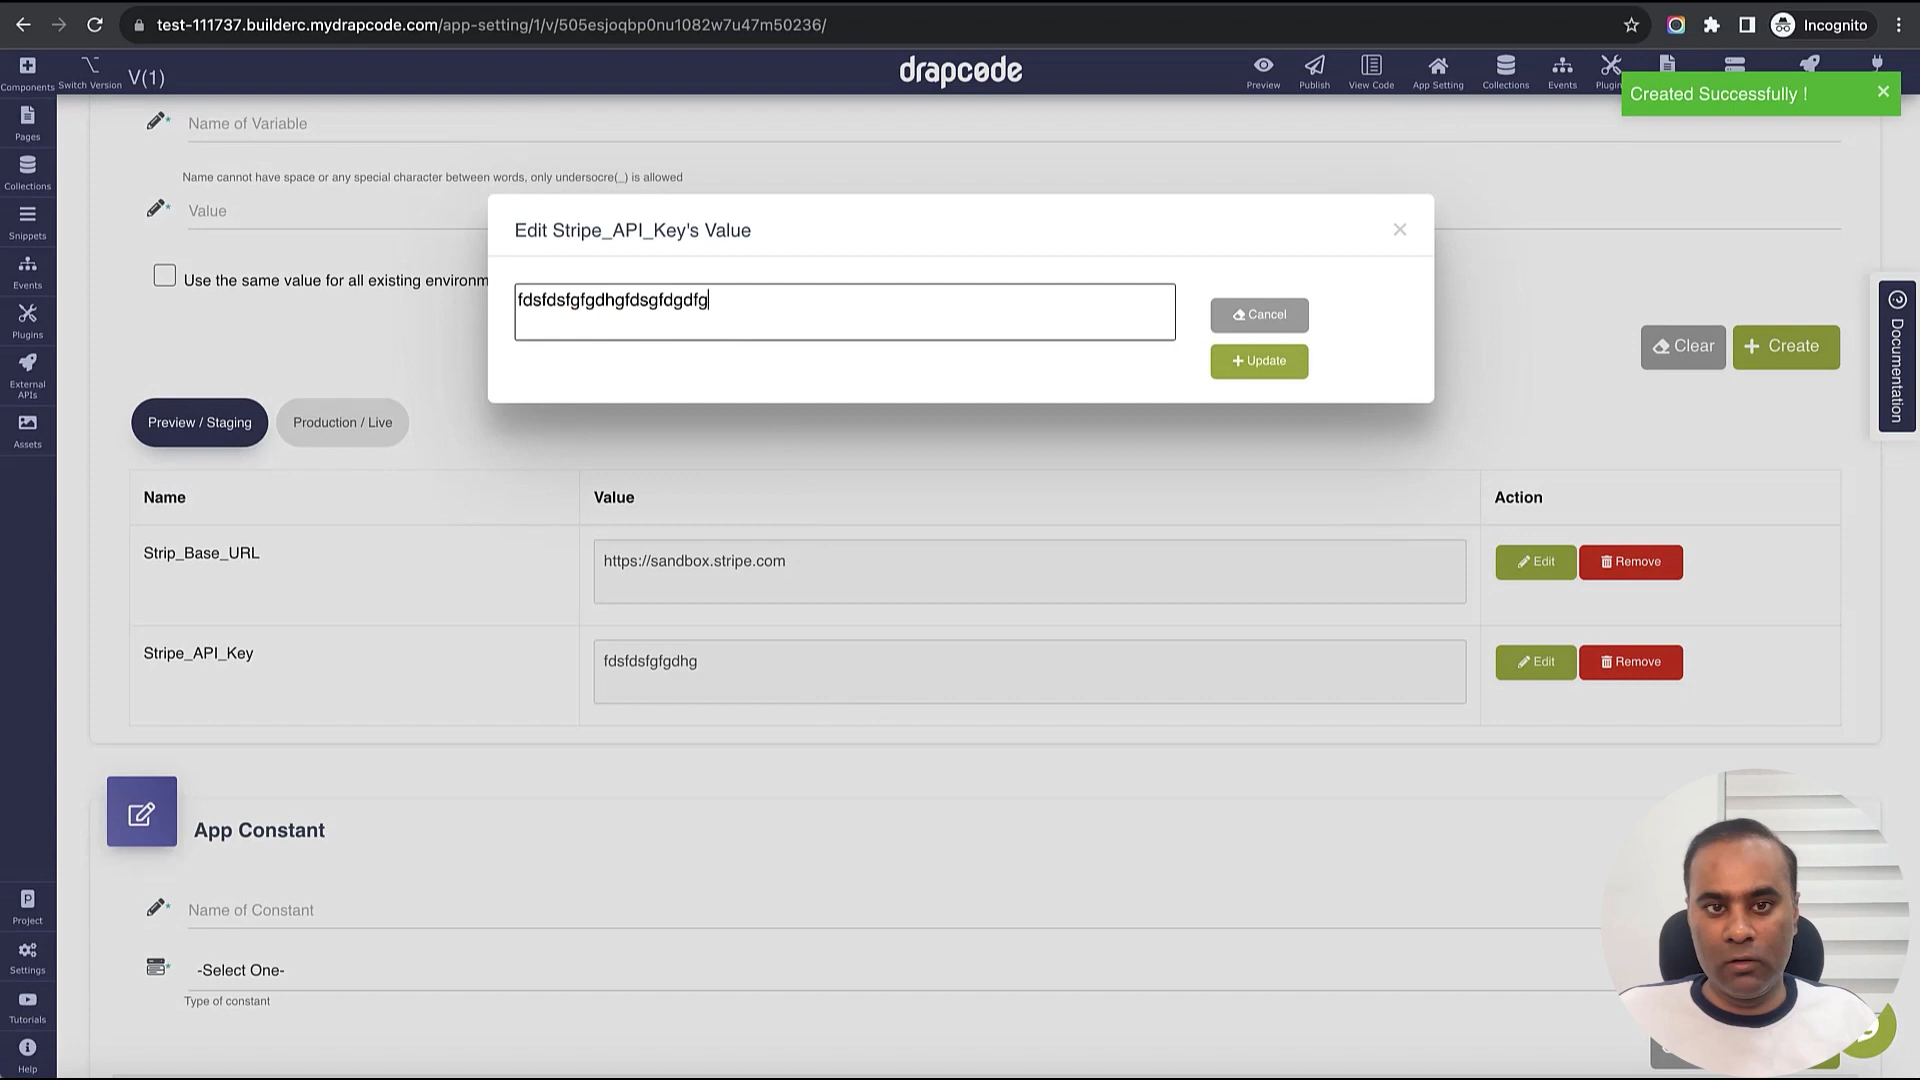 test-111737.builderc.mydrapcode.com/app-setting/1/v/505esjoqbp0nu1082w7u47m50236/
Incognito
Components
Switch Version
V(1)
drapcode
Preview
Publish
View Code
App Setting
Collections
Events
Created Successfully !
Pages
Collections
Snippets
Events
Plugins
External
APIs
Assets
Project
Settings
Tutorials
Help
Name of Variable
Name cannot have space or any special character between words, only undersocre(_) is allowed
Value
Use the same value for all existing environm
Edit Stripe_API_Key's Value
fdsfdsfgfgdhgfdsgfdgdfg
Cancel
Update
Clear
Create
Documentation
Preview / Staging
Production / Live
Name
Value
Action
Strip_Base_URL
https://sandbox.stripe.com
Edit
Remove
Stripe_API_Key
fdsfdsfgfgdhg
Edit
Remove
App Constant
Name of Constant
-Select One-
Type of constant